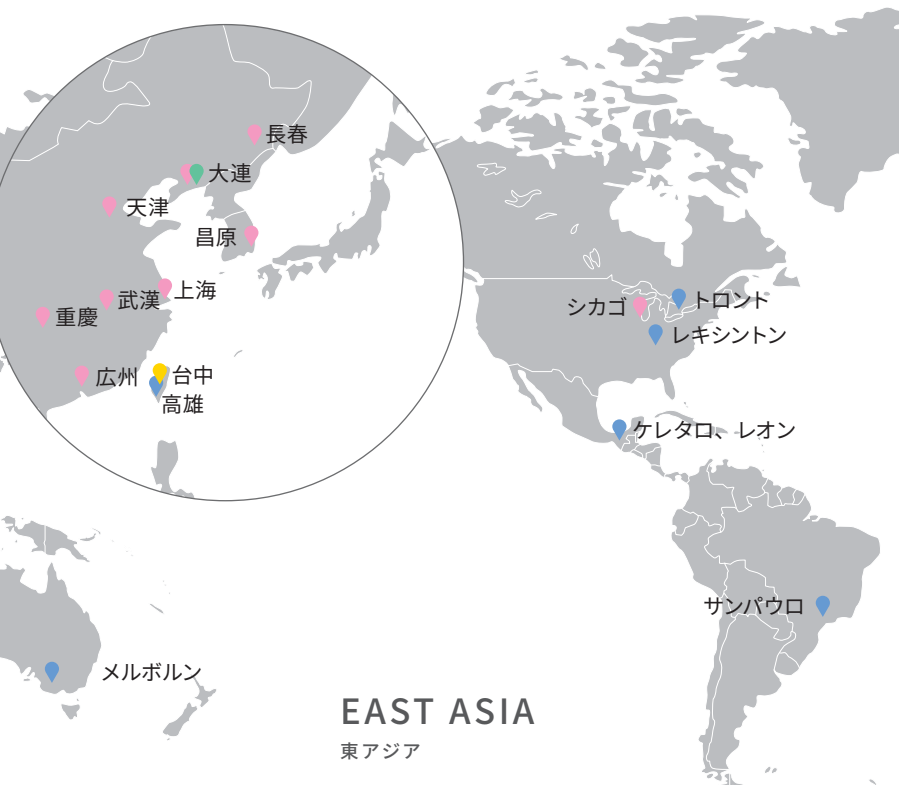 長春
大連
天津
昌原
上海
武漢
重慶
広州
台中
高雄
シカゴ
トロント
レキシントン
ケレタロ、レオン
サンパウロ
メルボルン
EAST ASIA
東アジア